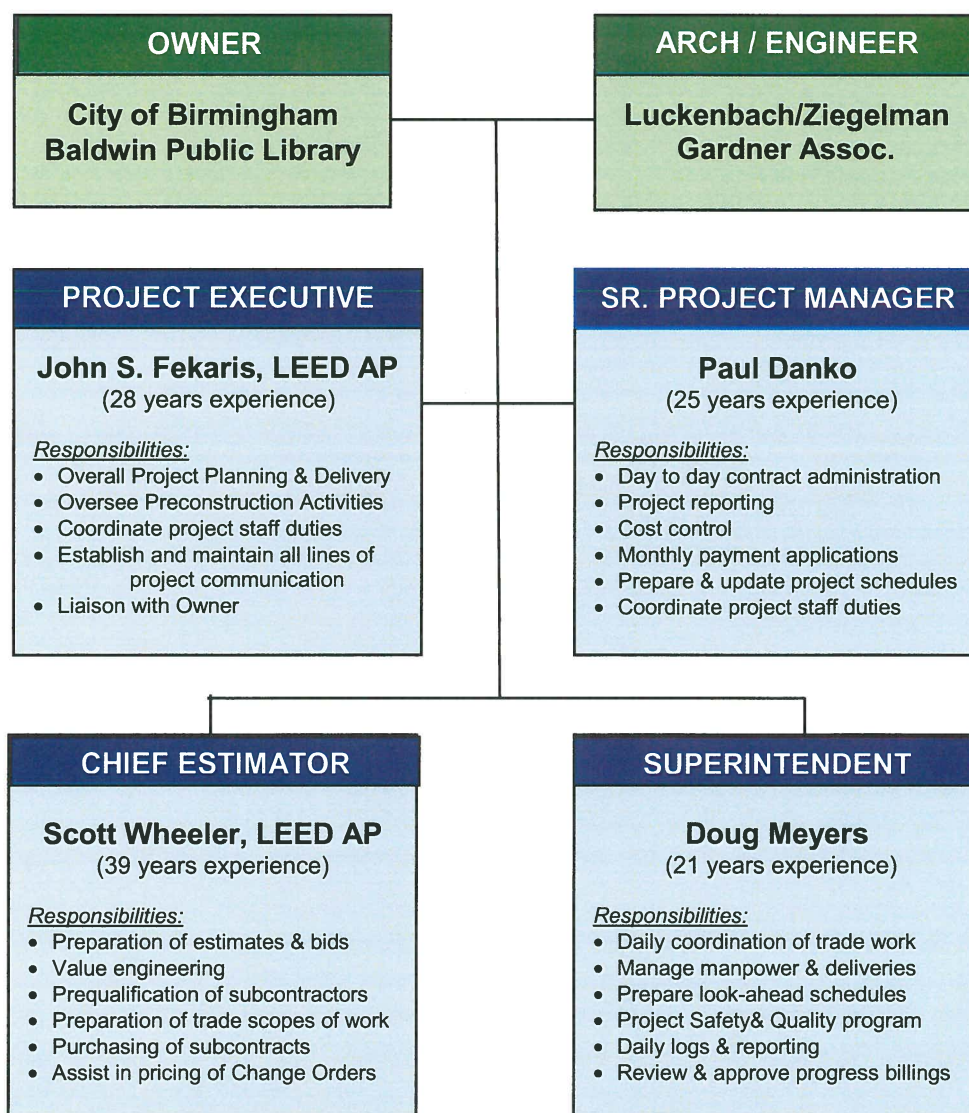 OWNER
City of Birmingham
Baldwin Public Library
ARCH / ENGINEER
Luckenbach/Ziegelman
Gardner Assoc.
PROJECT EXECUTIVE
John S. Fekaris, LEED AP
(28 years experience)
Responsibilities:
• Overall Project Planning & Delivery
• Oversee Preconstruction Activities
• Coordinate project staff duties
• Establish and maintain all lines of
project communication
• Liaison with Owner
SR. PROJECT MANAGER
Paul Danko
(25 years experience)
Responsibilities:
• Day to day contract administration
• Project reporting
• Cost control
• Monthly payment applications
• Prepare & update project schedules
• Coordinate project staff duties
CHIEF ESTIMATOR
Scott Wheeler, LEED AP
(39 years experience)
Responsibilities:
• Preparation of estimates & bids
• Value engineering
• Prequalification of subcontractors
• Preparation of trade scopes of work
• Purchasing of subcontracts
• Assist in pricing of Change Orders
SUPERINTENDENT
Doug Meyers
(21 years experience)
Responsibilities:
• Daily coordination of trade work
• Manage manpower & deliveries
• Prepare look-ahead schedules
• Project Safety& Quality program
• Daily logs & reporting
• Review & approve progress billings